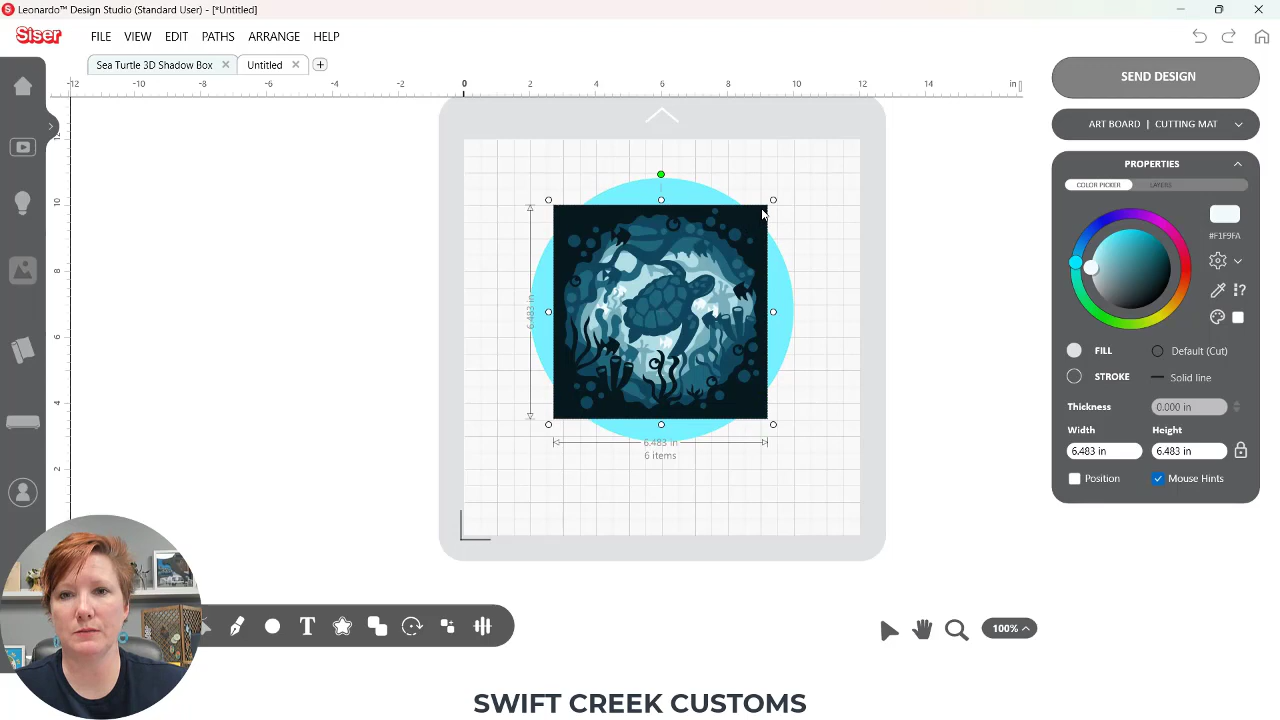 Leonardo™ Design Studio (Standard User) - [*Untitled]
Siser
FILE VIEW EDIT PATHS ARRANGE HELP
Sea Turtle 3D Shadow Box
Untitled
-12 -10 -8 -6 -4 -2 0 2 4 6 8 10 12 14 in
12
10
8
6
4
2
6.483 in
6.483 in
6 items
SEND DESIGN
ART BOARD | CUTTING MAT
PROPERTIES
COLOR PICKER LAYERS
#F1F9FA
FILL Default (Cut)
STROKE Solid line
Thickness 0.000 in
Width Height
6.483 in 6.483 in
Position Mouse Hints
T
100%
SWIFT CREEK CUSTOMS